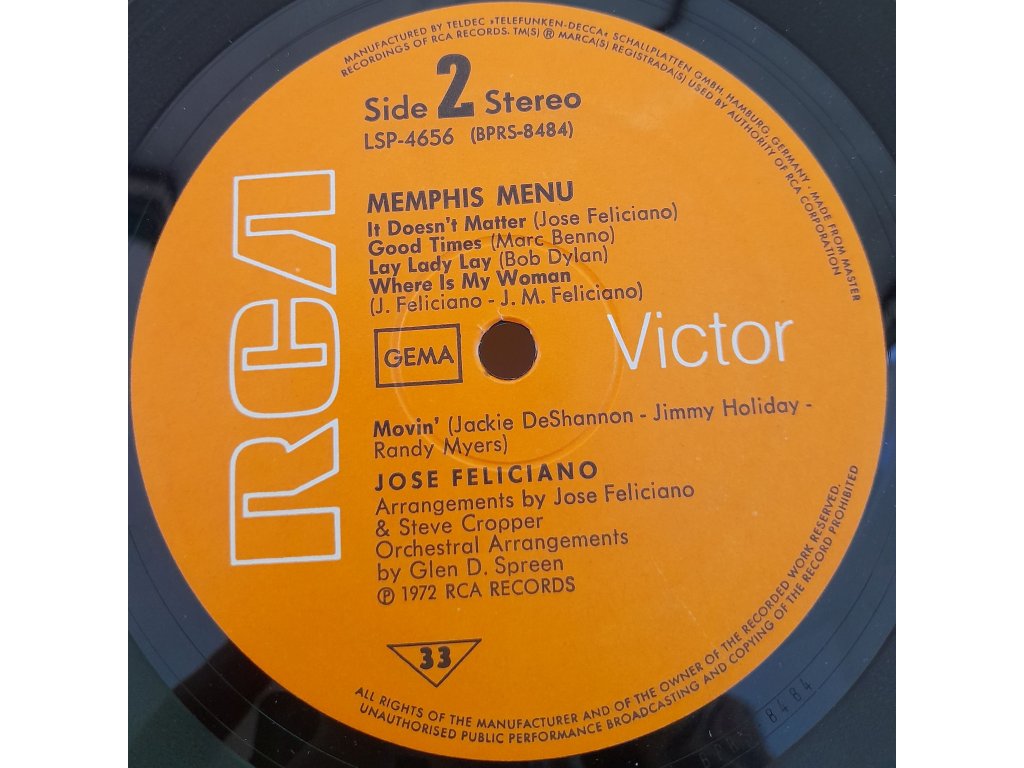 MANUFACTURED BY TELDEC »TELEFUNKEN-DECCA« SCHALLPLATTEN GMBH, HAMBURG, GERMANY · MADE FROM MASTER
RECORDINGS OF RCA RECORDS. TM(S) ® MARCA(S) REGISTRADA(S) USED BY AUTHORITY OF RCA CORPORATION
Side 2 Stereo
LSP-4656 (BPRS-8484)
RCA
MEMPHIS MENU
It Doesn't Matter (Jose Feliciano)
Good Times (Marc Benno)
Lay Lady Lay (Bob Dylan)
Where Is My Woman
(J. Feliciano - J. M. Feliciano)
GEMA
Victor
Movin' (Jackie DeShannon - Jimmy Holiday -
Randy Myers)
JOSE FELICIANO
Arrangements by Jose Feliciano
& Steve Cropper
Orchestral Arrangements
by Glen D. Spreen
℗ 1972 RCA RECORDS
33
ALL RIGHTS OF THE MANUFACTURER AND OF THE OWNER OF THE RECORDED WORK RESERVED.
UNAUTHORISED PUBLIC PERFORMANCE BROADCASTING AND COPYING OF THE RECORD PROHIBITED
8484